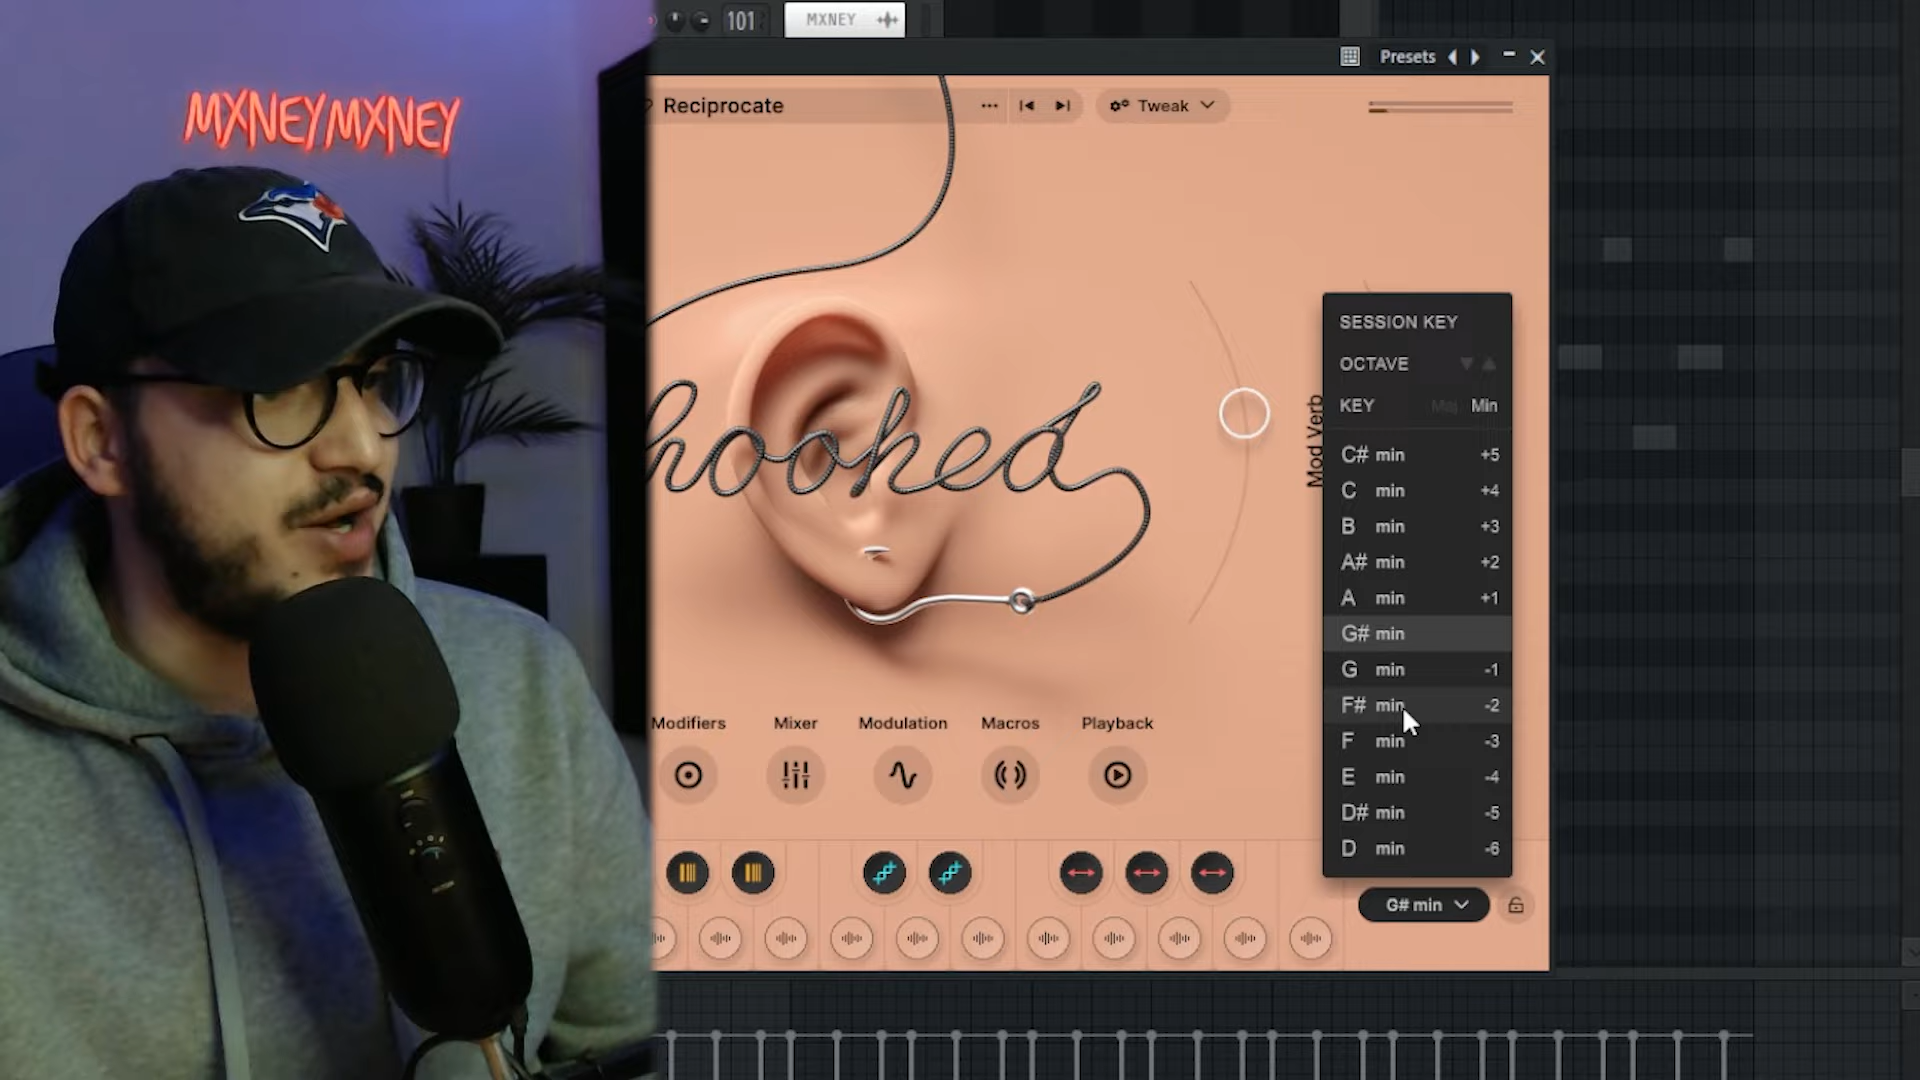 101
MXNEY
MXNEYMXNEY
Presets
Reciprocate
Tweak
hooked
Mod Verb
SESSION KEY
OCTAVE
KEY Maj Min
C# min +5
C min +4
B min +3
A# min +2
A min +1
G# min
G min -1
F# min -2
F min -3
E min -4
D# min -5
D min -6
Modifiers
Mixer
Modulation
Macros
Playback
G# min